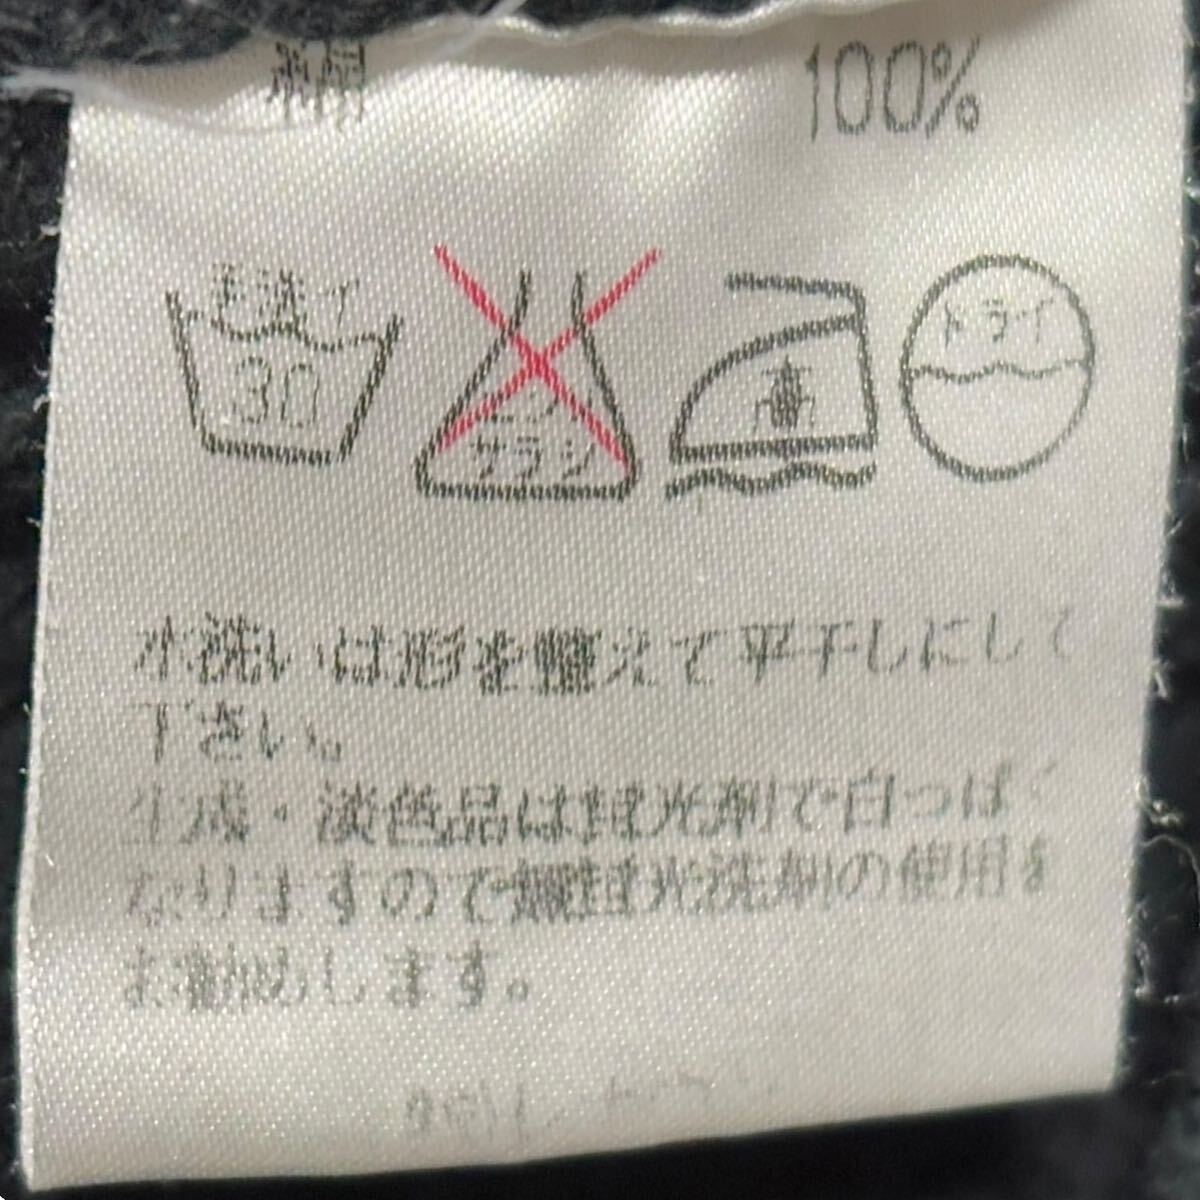 綿 100%
手洗イ 30 エンソ サラシ 高 ドライ
水洗いは形を整えて平干しにして
下さい。
生成・淡色品は蛍光剤で白っぽく
なりますので無蛍光洗剤の使用を
お勧めします。